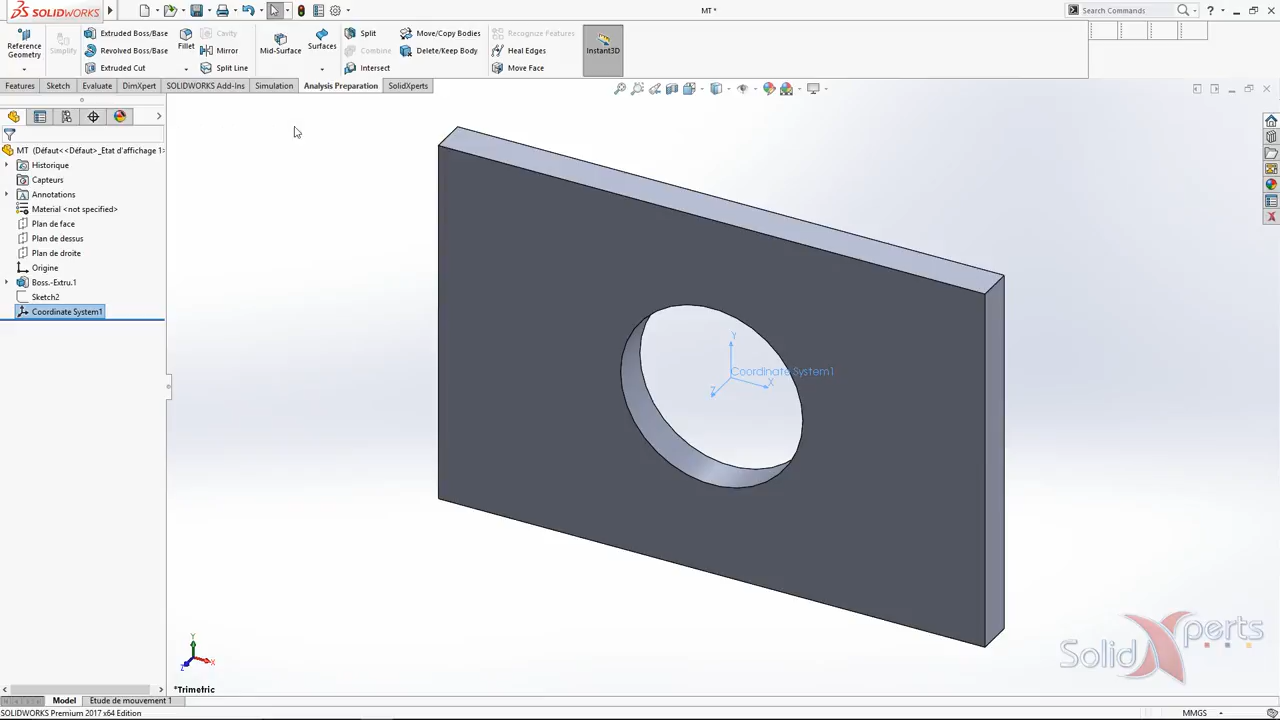 SOLIDWORKS
MT *
Search Commands
Reference Geometry
Simplify
Extruded Boss/Base
Revolved Boss/Base
Extruded Cut
Fillet
Cavity
Mirror
Split Line
Mid-Surface
Surfaces
Split
Combine
Intersect
Move/Copy Bodies
Delete/Keep Body
Recognize Features
Heal Edges
Move Face
Instant3D
Features
Sketch
Evaluate
DimXpert
SOLIDWORKS Add-Ins
Simulation
Analysis Preparation
SolidXperts
MT (Défaut<<Défaut>_Etat d'affichage 1>
Historique
Capteurs
Annotations
Material <not specified>
Plan de face
Plan de dessus
Plan de droite
Origine
Boss.-Extru.1
Sketch2
Coordinate System1
Y
Coordinate System1
X
Z
Y
X
Z
*Trimetric
Solid Xperts
Model
Etude de mouvement 1
SOLIDWORKS Premium 2017 x64 Edition
MMGS